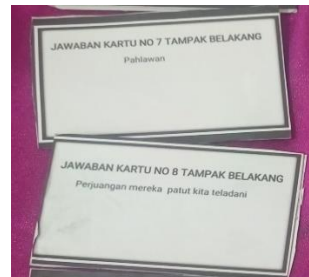 JAWABAN KARTU NO 7 TAMPAK BELAKANG
Pahlawan
JAWABAN KARTU NO 8 TAMPAK BELAKANG
Perjuangan mereka patut kita teladani